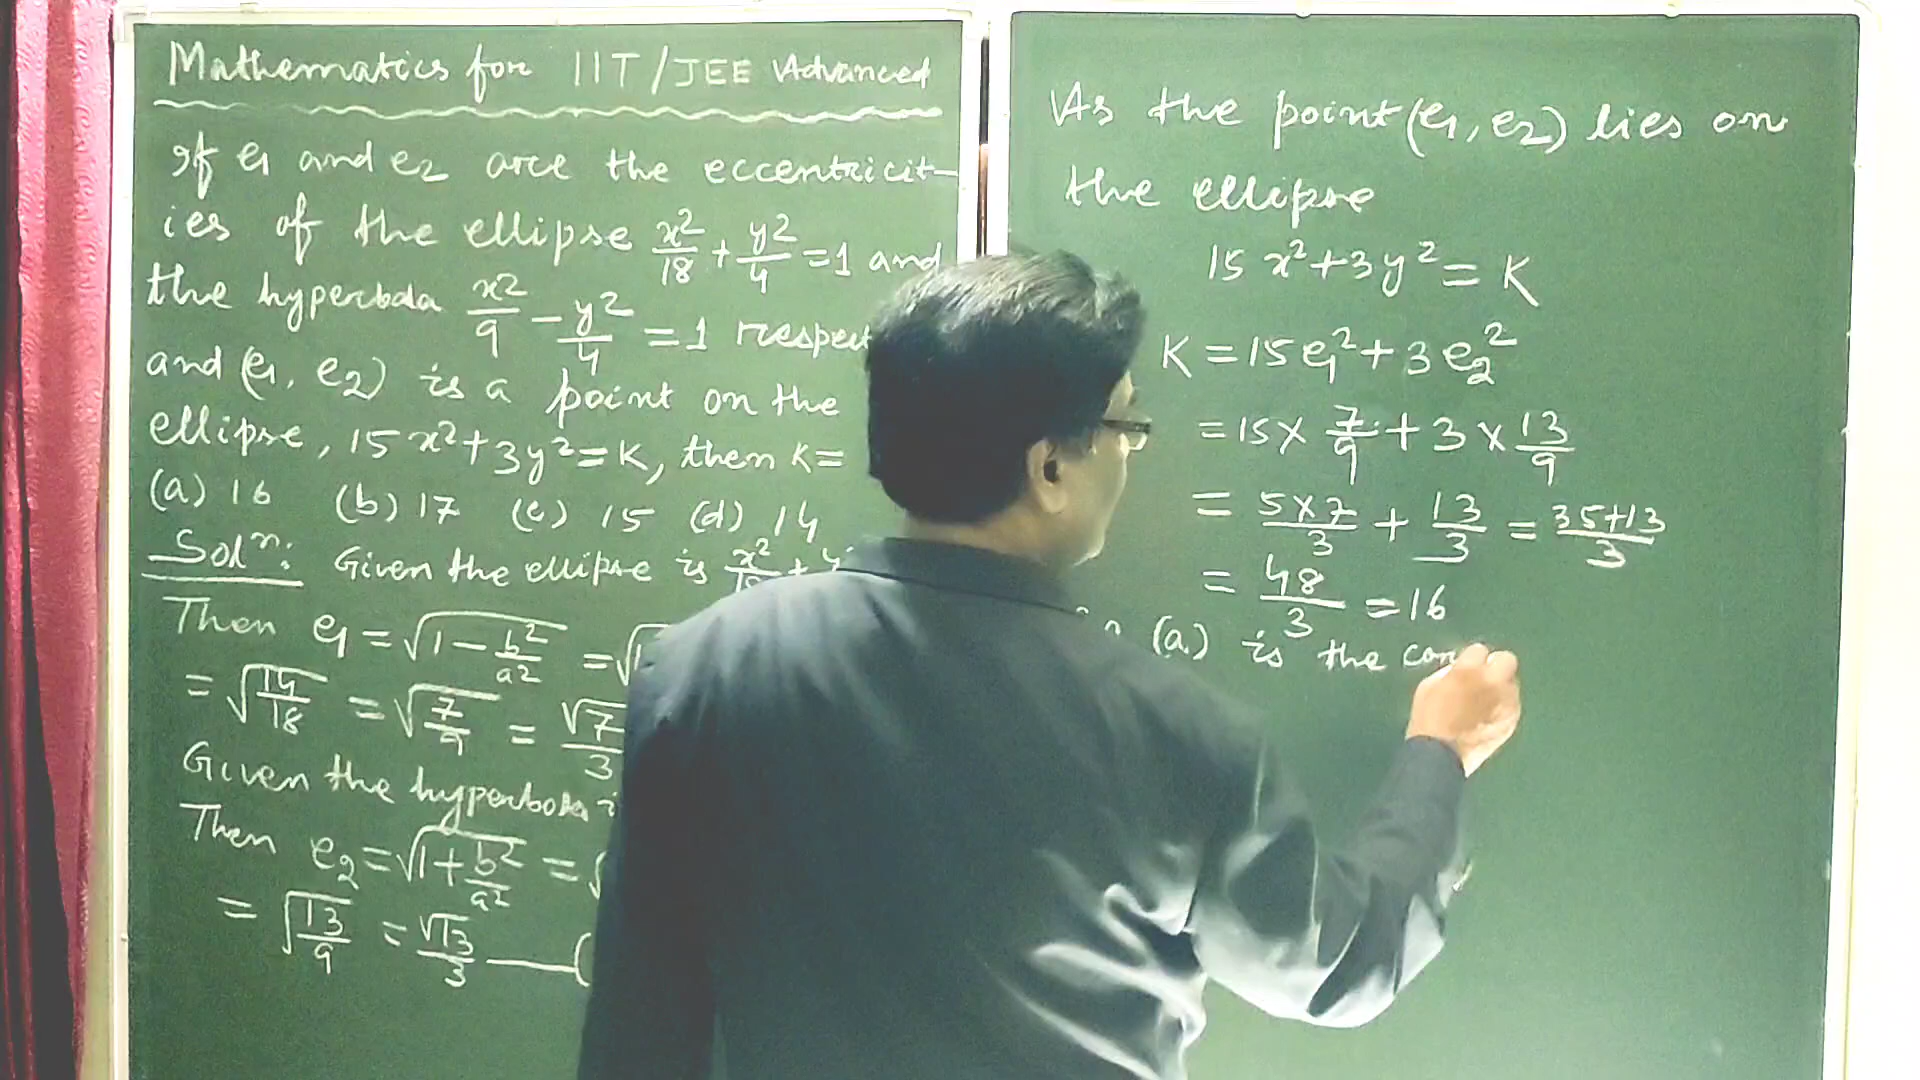 Mathematics for IIT/JEE Advanced
If e1 and e2 are the eccentricit-
ies of the ellipse x²/18 + y²/4 = 1 and
the hyperbola x²/9 - y²/4 = 1 respect
and (e1, e2) is a point on the
ellipse, 15x²+3y²=K, then K=
(a) 16 (b) 17 (c) 15 (d) 14
Solⁿ: Given the ellipse is x²/18 +
Then e1 = √(1 - b²/a²) =
= √(14/18) = √(7/9) = √7/3
Given the hyperbola
Then e2 = √(1 + b²/a²) =
= √(13/9) = √13/3
As the point (e1, e2) lies on
the ellipse
15x²+3y² = K
K = 15e1² + 3e2²
= 15 × 7/9 + 3 × 13/9
= 5×7/3 + 13/3 = 35+13/3
= 48/3 = 16
(a) is the